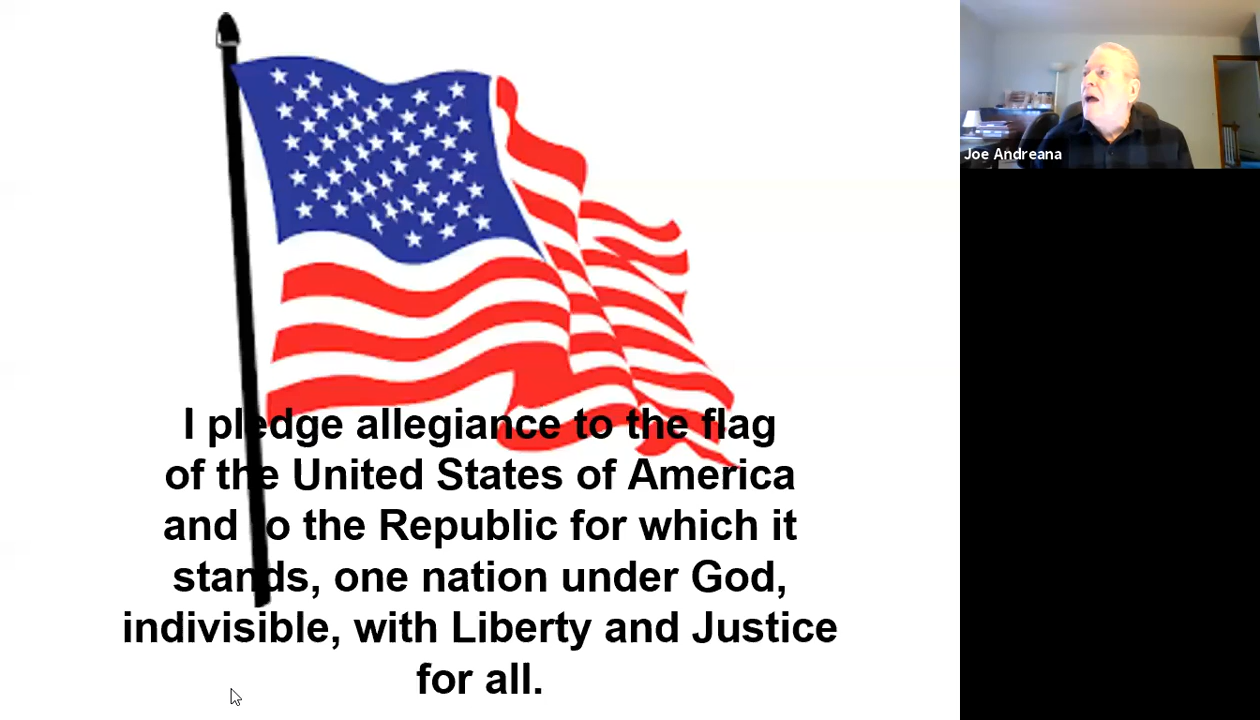 Joe Andreana
I pledge allegiance to the flag
of the United States of America
and to the Republic for which it
stands, one nation under God,
indivisible, with Liberty and Justice
for all.